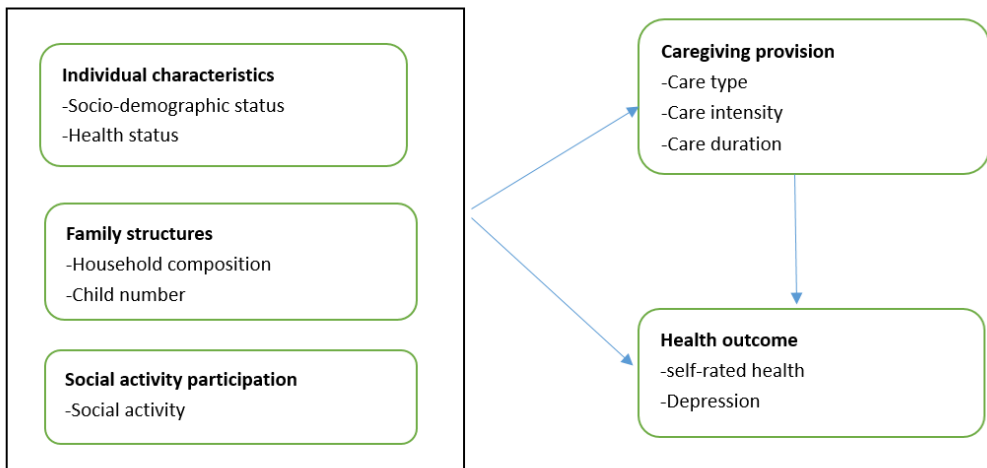 Individual characteristics
-Socio-demographic status
-Health status
Family structures
-Household composition
-Child number
Social activity participation
-Social activity
Caregiving provision
-Care type
-Care intensity
-Care duration
Health outcome
-self-rated health
-Depression